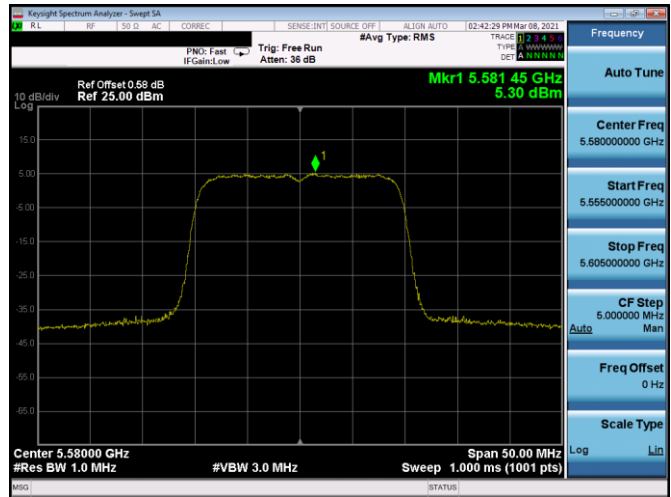 Keysight Spectrum Analyzer - Swept SA
RL RF 50 Ω AC CORREC SENSE:INT SOURCE OFF ALIGN AUTO 02:42:29 PM Mar 08, 2021
#Avg Type: RMS
TRACE 1 2 3 4 5 6
TYPE A WWWWW
DET A N N N N N
PNO: Fast
IFGain:Low
Trig: Free Run
Atten: 36 dB
Mkr1 5.581 45 GHz
5.30 dBm
Ref Offset 0.58 dB
Ref 25.00 dBm
10 dB/div
Log
15.0
5.00
-5.00
-15.0
-25.0
-35.0
-45.0
-55.0
-65.0
1
Center 5.58000 GHz
Span 50.00 MHz
#Res BW 1.0 MHz
#VBW 3.0 MHz
Sweep 1.000 ms (1001 pts)
MSG
STATUS
Frequency
Auto Tune
Center Freq
5.580000000 GHz
Start Freq
5.555000000 GHz
Stop Freq
5.605000000 GHz
CF Step
5.000000 MHz
Auto Man
Freq Offset
0 Hz
Scale Type
Log Lin